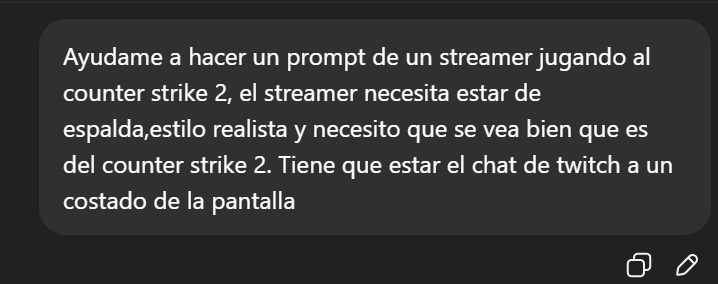 Ayudame a hacer un prompt de un streamer jugando al
counter strike 2, el streamer necesita estar de
espalda,estilo realista y necesito que se vea bien que es
del counter strike 2. Tiene que estar el chat de twitch a un
costado de la pantalla